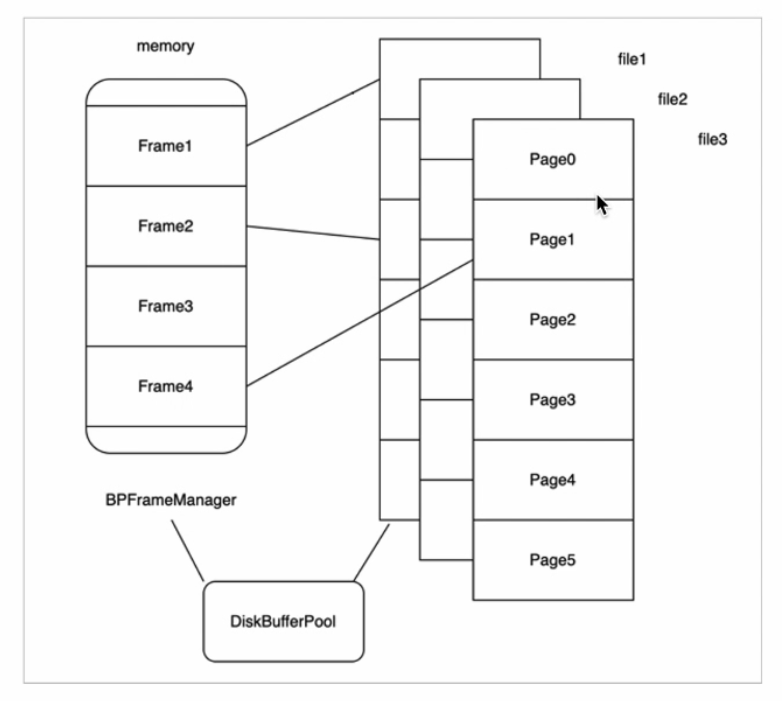 memory
file1
file2
file3
Frame1
Frame2
Frame3
Frame4
Page0
Page1
Page2
Page3
Page4
Page5
BPFrameManager
DiskBufferPool